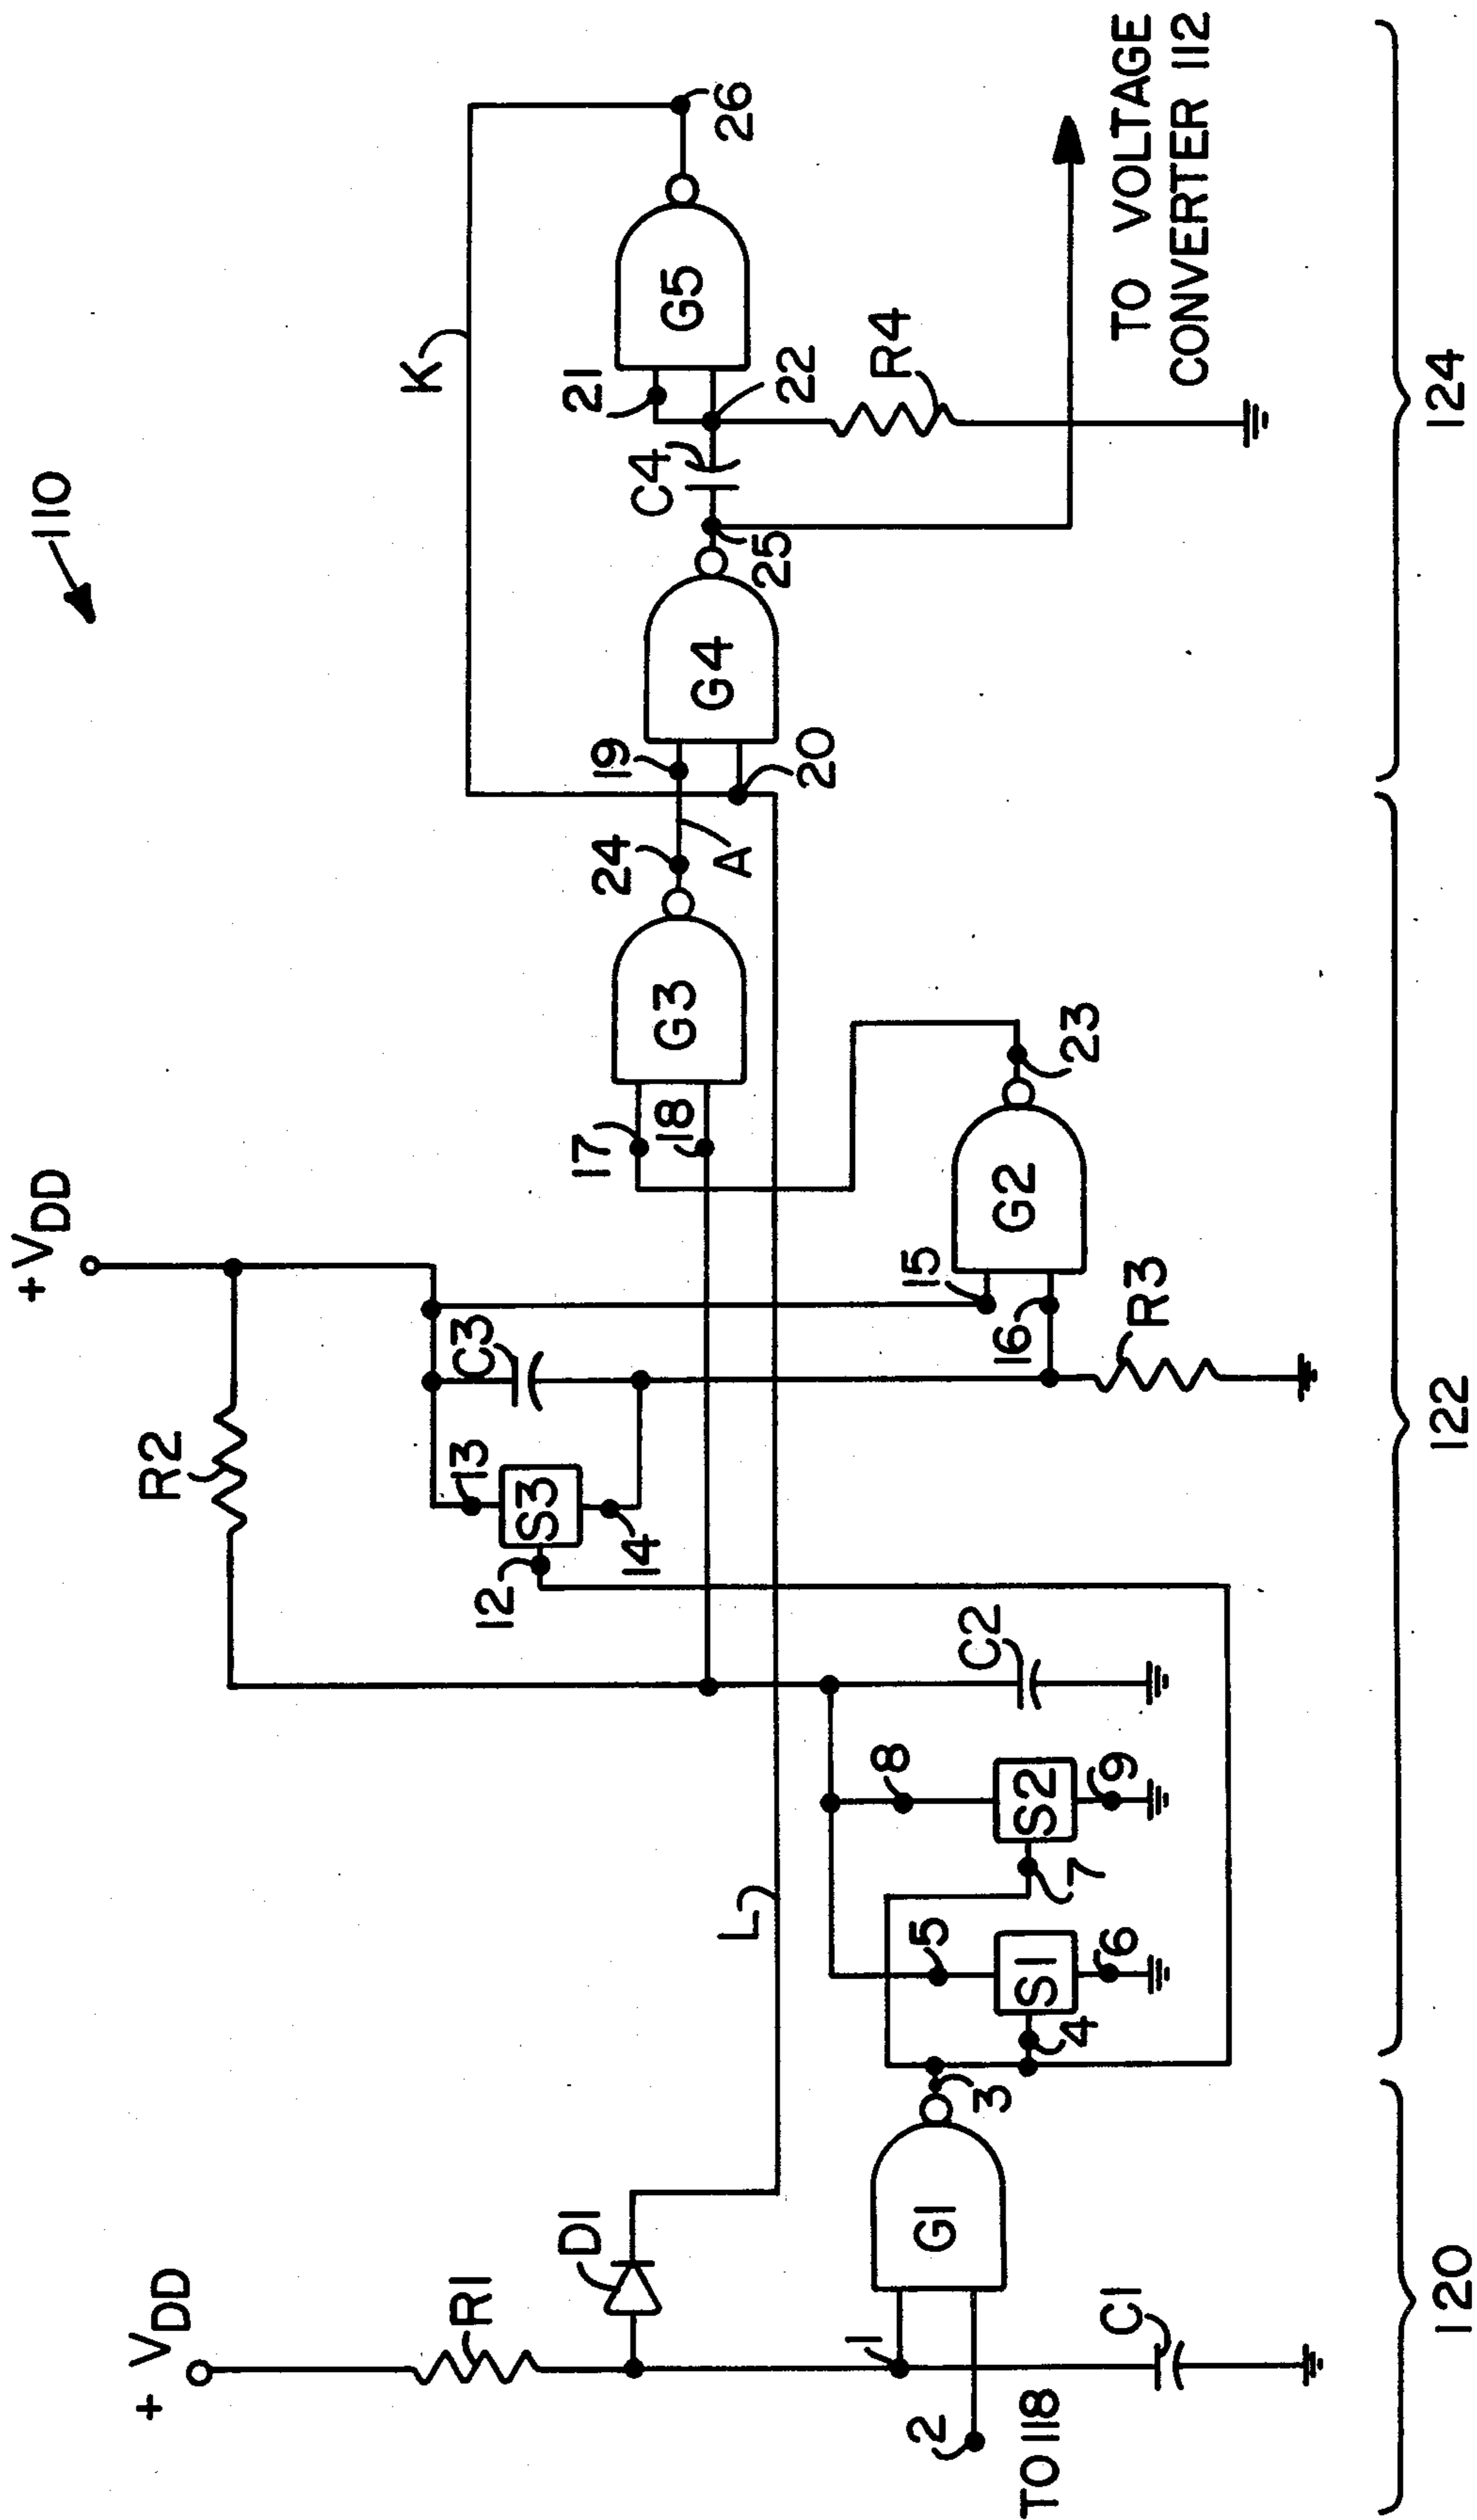 110
+VDD
+ VDD
K
R2
C3
13
S3
12
14
17
18
G3
24
A
19
20
G4
C4
25
21
22
G5
26
R4
TO VOLTAGE
CONVERTER 112
R1
D1
L
15
16
G2
23
R3
C2
8
S2
9
7
5
S1
6
4
3
G1
1
2
TO 118
C1
120
122
124